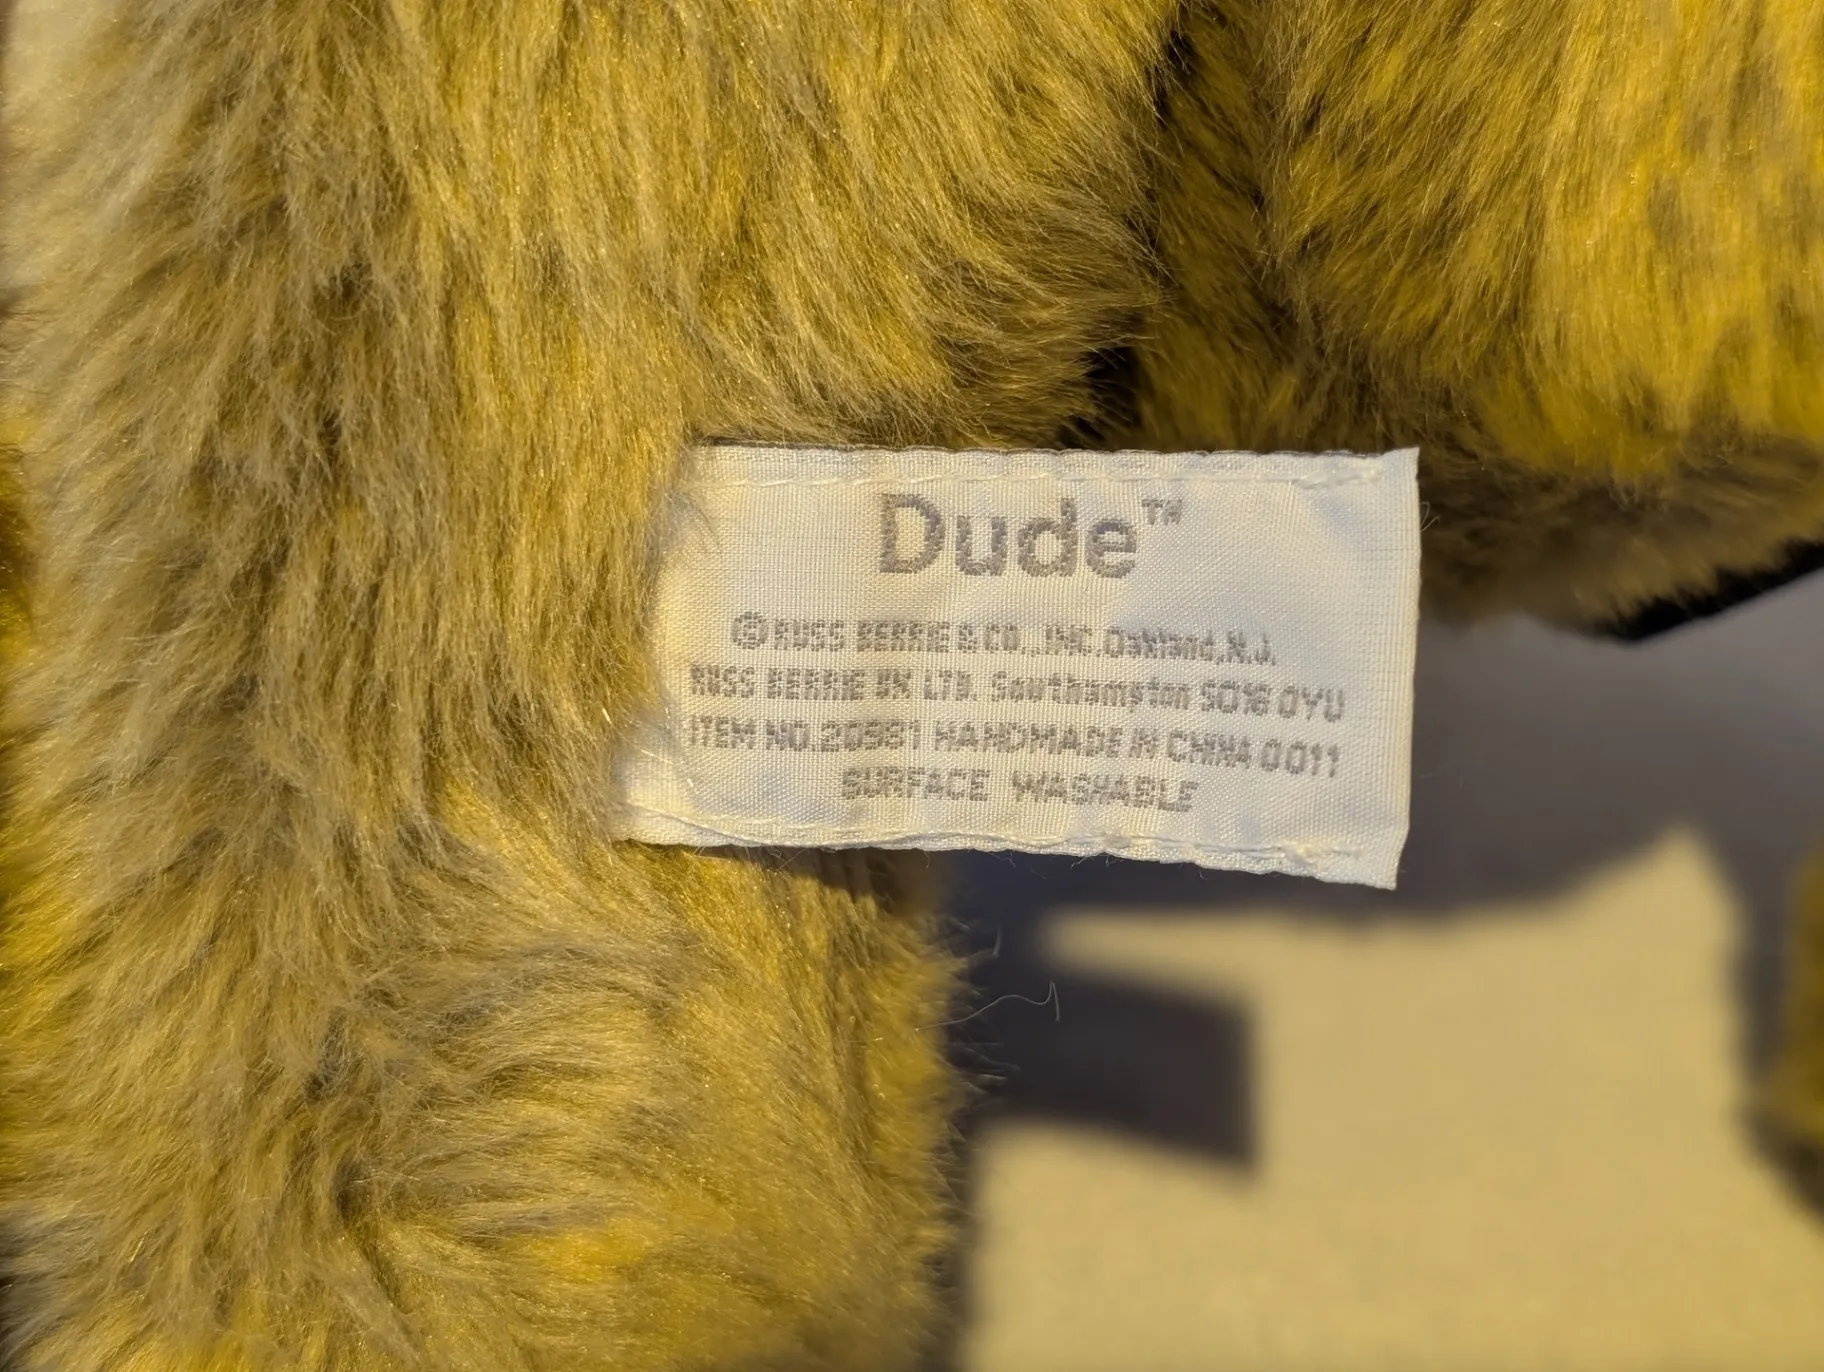 Dude™
© RUSS BERRIE & CO., INC. Oakland, N.J.
RUSS BERRIE UK LTD. Southampton SO16 0YU
ITEM NO. 20981 HANDMADE IN CHINA 0011
SURFACE WASHABLE